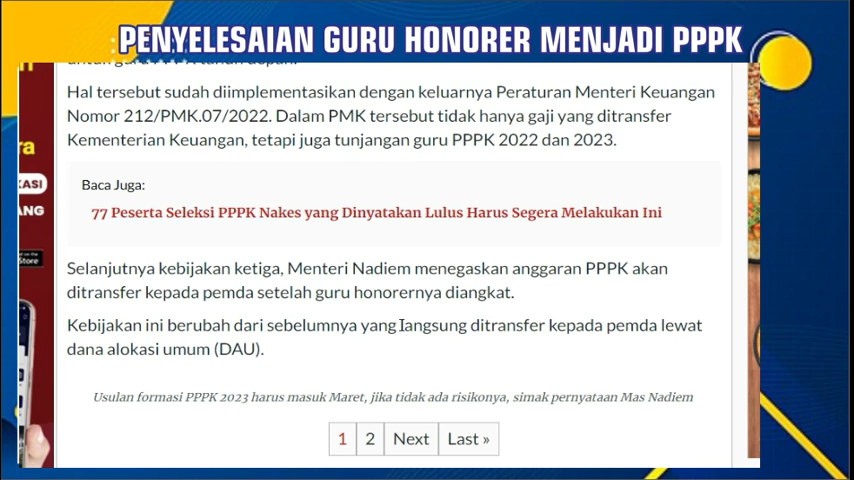 PENYELESAIAN GURU HONORER MENJADI PPPK
Hal tersebut sudah diimplementasikan dengan keluarnya Peraturan Menteri Keuangan
Nomor 212/PMK.07/2022. Dalam PMK tersebut tidak hanya gaji yang ditransfer
Kementerian Keuangan, tetapi juga tunjangan guru PPPK 2022 dan 2023.
Baca Juga:
77 Peserta Seleksi PPPK Nakes yang Dinyatakan Lulus Harus Segera Melakukan Ini
Selanjutnya kebijakan ketiga, Menteri Nadiem menegaskan anggaran PPPK akan
ditransfer kepada pemda setelah guru honorernya diangkat.
Kebijakan ini berubah dari sebelumnya yang langsung ditransfer kepada pemda lewat
dana alokasi umum (DAU).
Usulan formasi PPPK 2023 harus masuk Maret, jika tidak ada risikonya, simak pernyataan Mas Nadiem
1 2 Next Last »